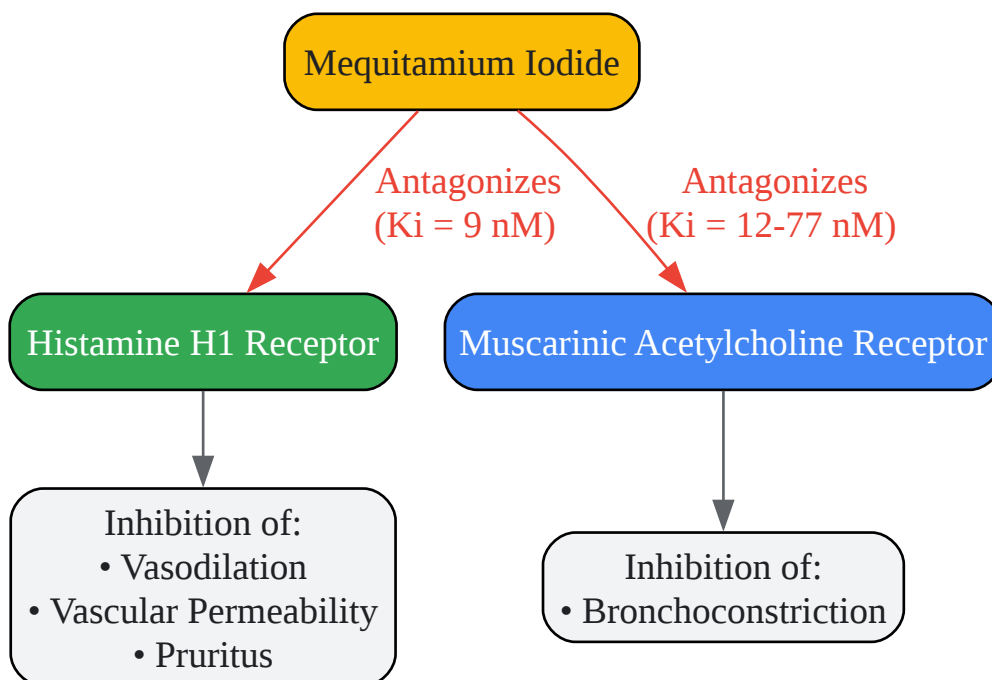 Mequitamium Iodide
Antagonizes
(Ki = 9 nM)
Antagonizes
(Ki = 12-77 nM)
Histamine H1 Receptor
Muscarinic Acetylcholine Receptor
Inhibition of:
• Vasodilation
• Vascular Permeability
• Pruritus
Inhibition of:
• Bronchoconstriction